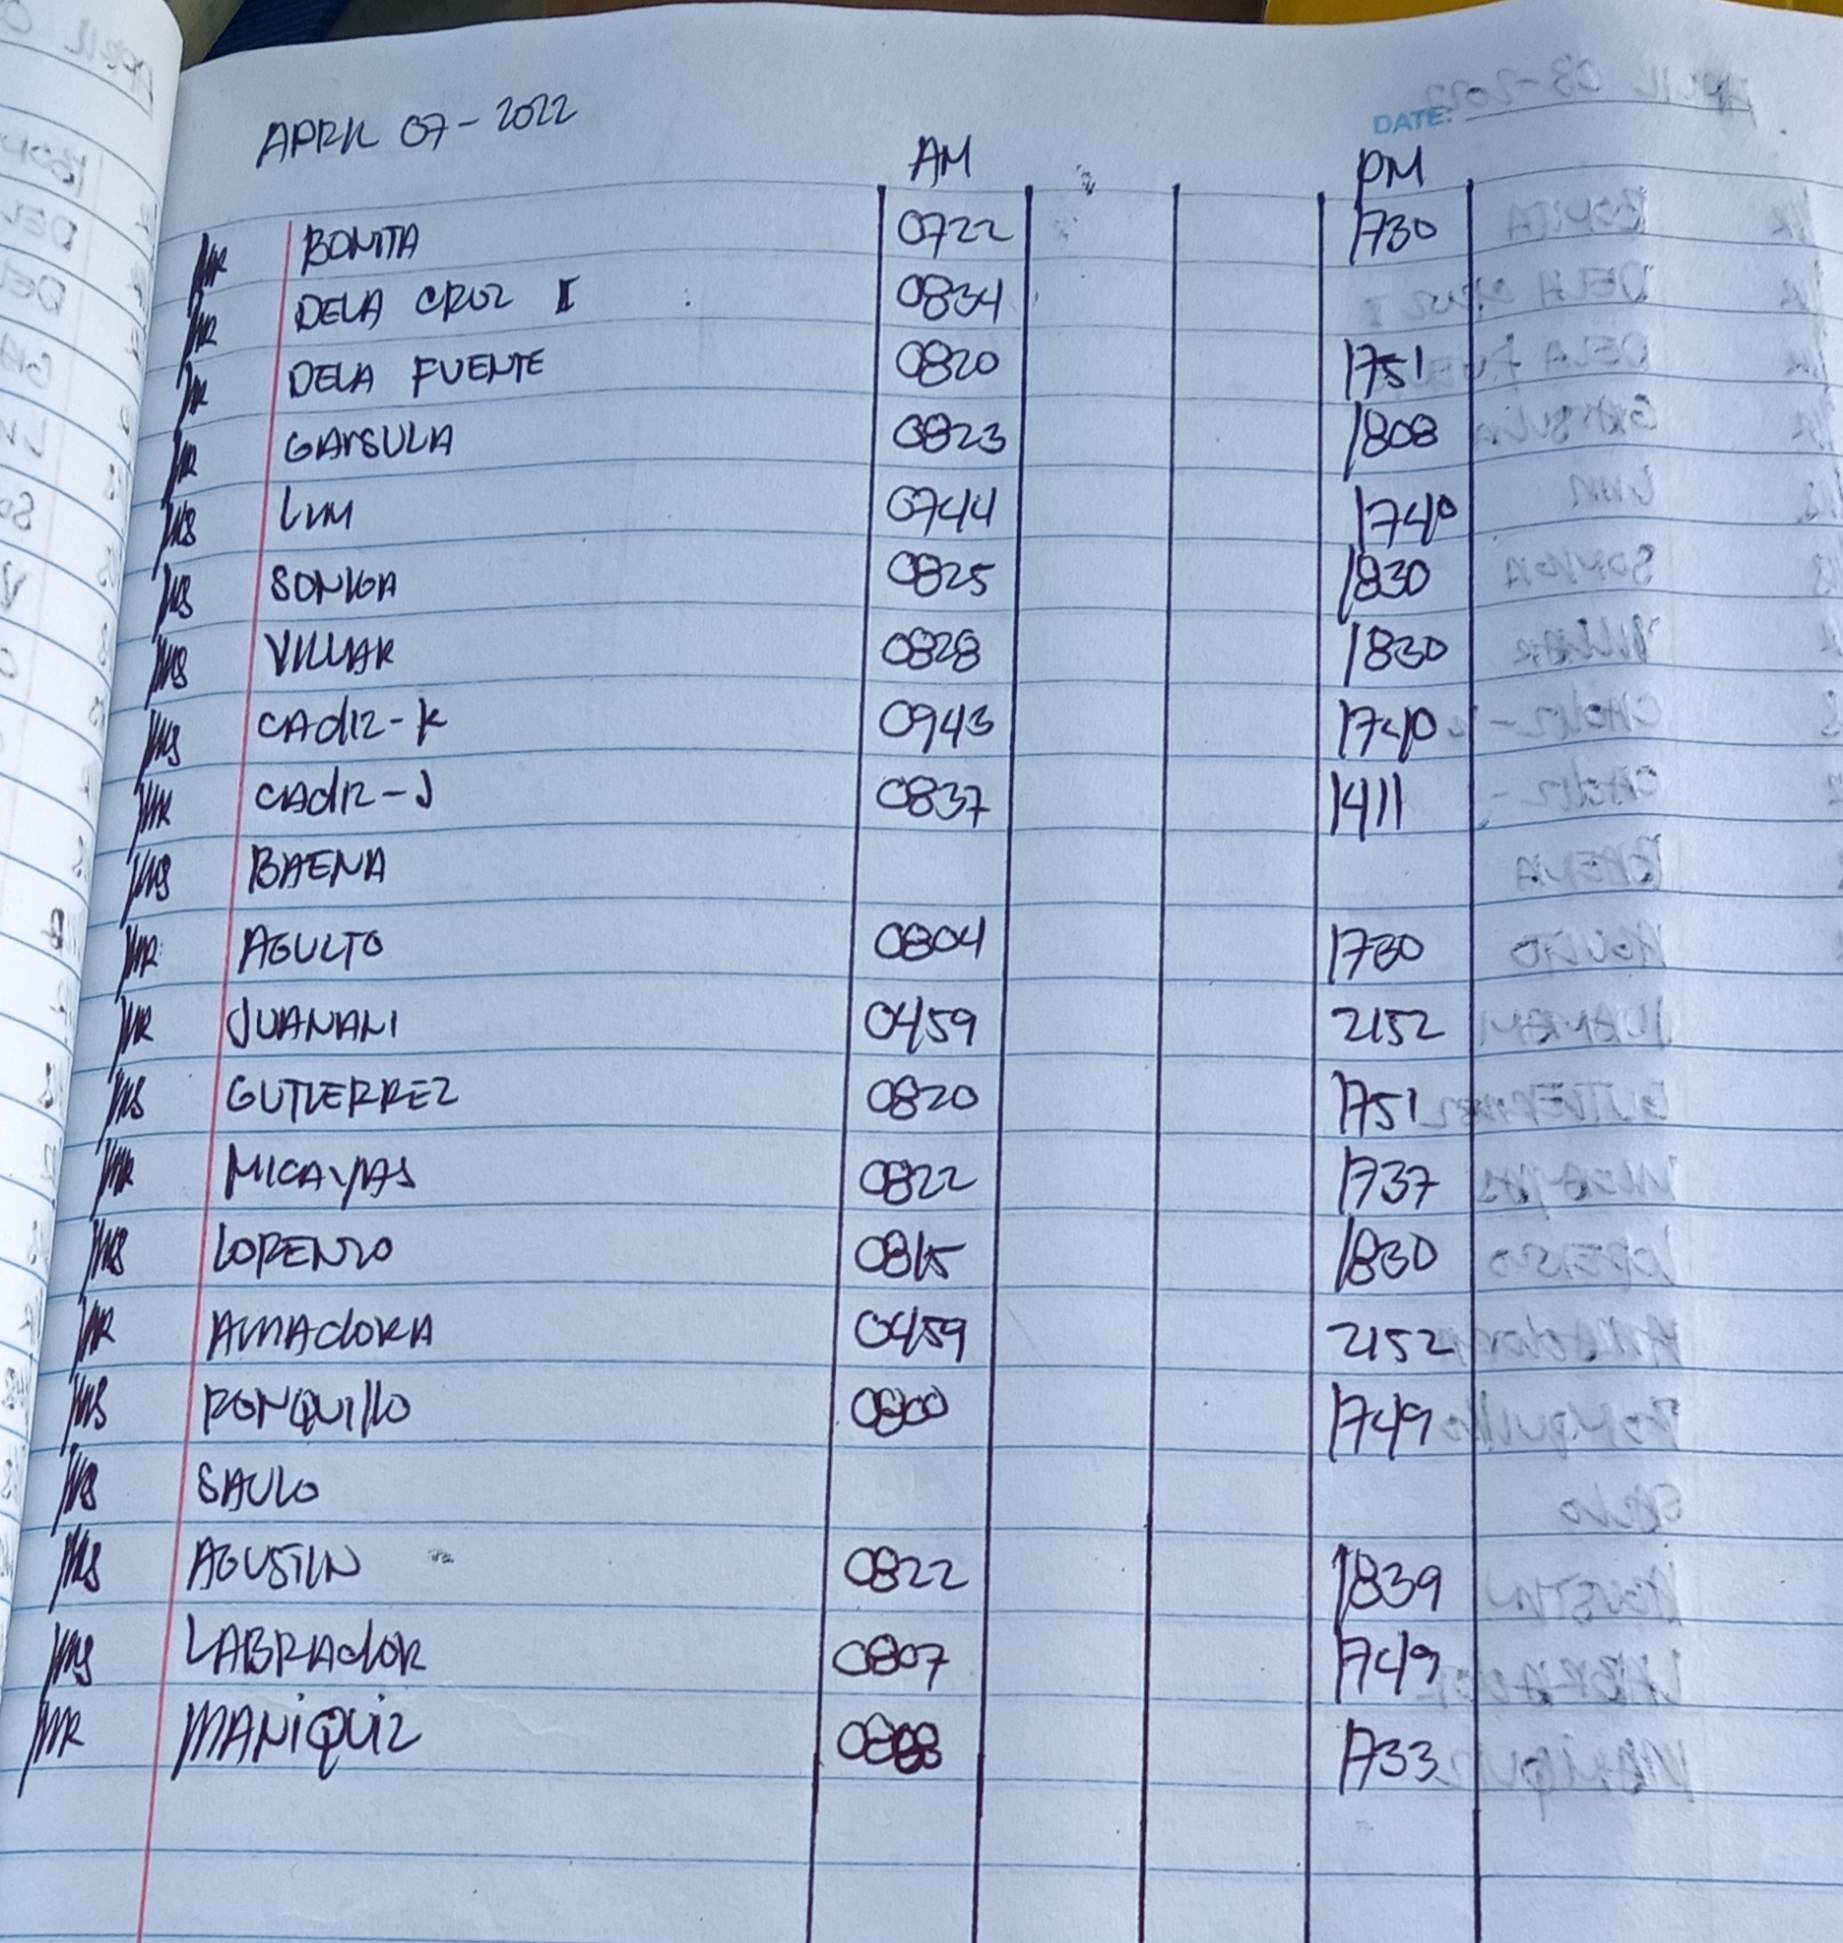 APRIL 07-2022
DATE:
AM PM
MR BONITA 0722 1730
MR DELA CRUZ I 0834
MR DELA FUENTE 0820 1751
MR GAYSULA 0823 1808
MS LIM 0744 1740
MS SONIGA 0825 1830
MS VILLAR 0828 1830
MS CAdIZ-K 0943 1740
MR CAdIZ-J 0837 1411
MS BAENA
MR AGULTO 0804 1730
MR JUANANI 0459 2152
MS GUTIERREZ 0820 1751
MR MICAYAS 0822 1737
MS LORENZO 0815 1830
MR AMAdORA 0459 2152
MS RONQUILLO 0800 1749
MS SAULO
MS AGUSTIN 0822 1839
MS LABRAdOR 0807 1749
MR MANiQUIZ 1733